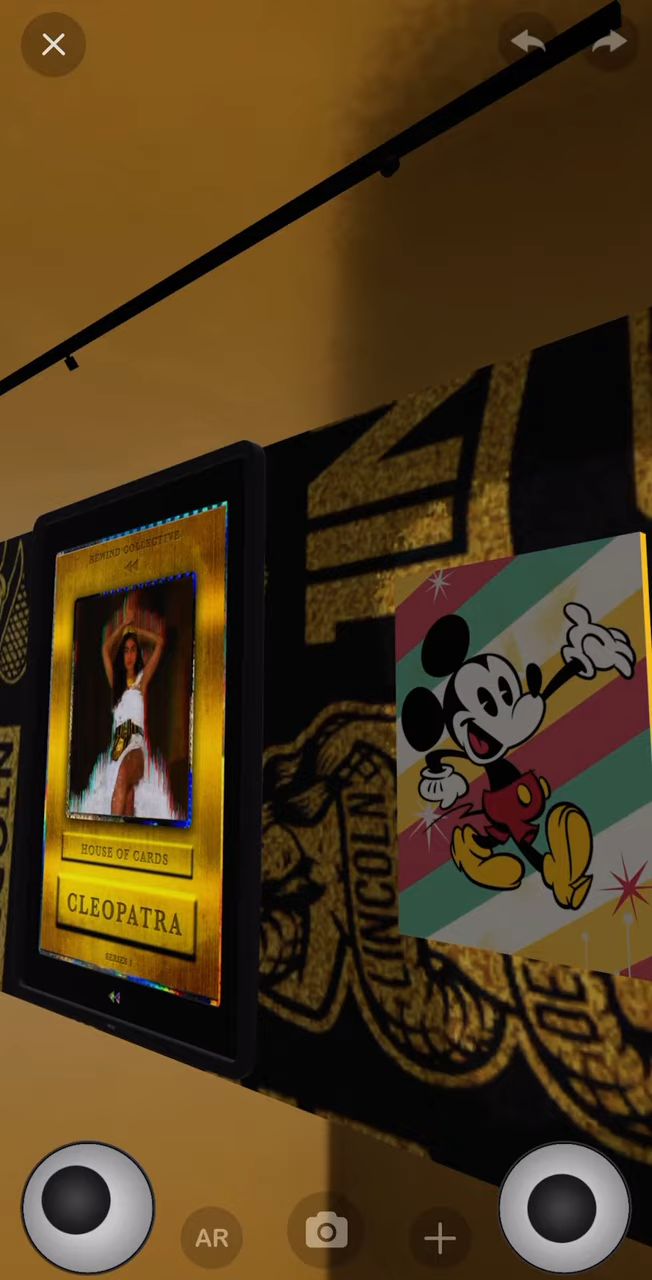 REWIND COLLECTIVE
HOUSE OF CARDS
CLEOPATRA
SERIES 1
LINCOLN
AR